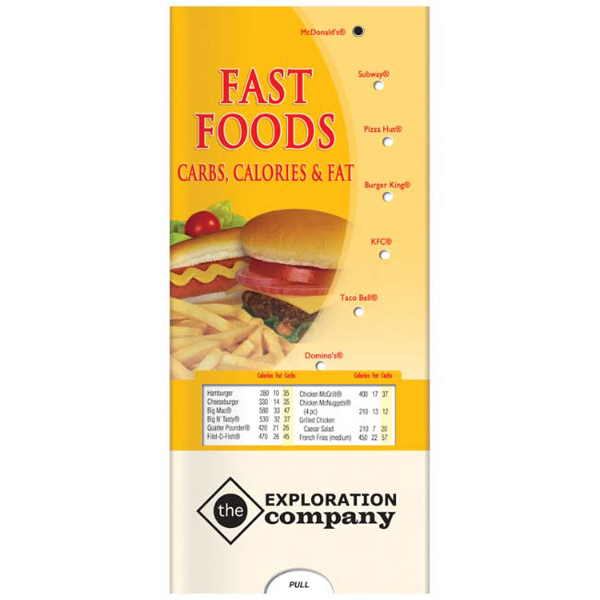 McDonald's®
FAST
FOODS
CARBS, CALORIES & FAT
Subway®
Pizza Hut®
Burger King®
KFC®
Taco Bell®
Domino's®
Calories Fat Carbs
Hamburger 260 10 35
Cheeseburger 330 14 35
Big Mac® 580 33 47
Big N' Tasty® 530 32 37
Quarter Pounder® 420 21 26
Filet-O-Fish® 470 26 45
Calories Fat Carbs
Chicken McGrill® 400 17 37
Chicken McNuggets®
(4 pc) 210 13 12
Grilled Chicken
Caesar Salad 210 7 20
French Fries (medium) 450 22 57
the
EXPLORATION
company
PULL